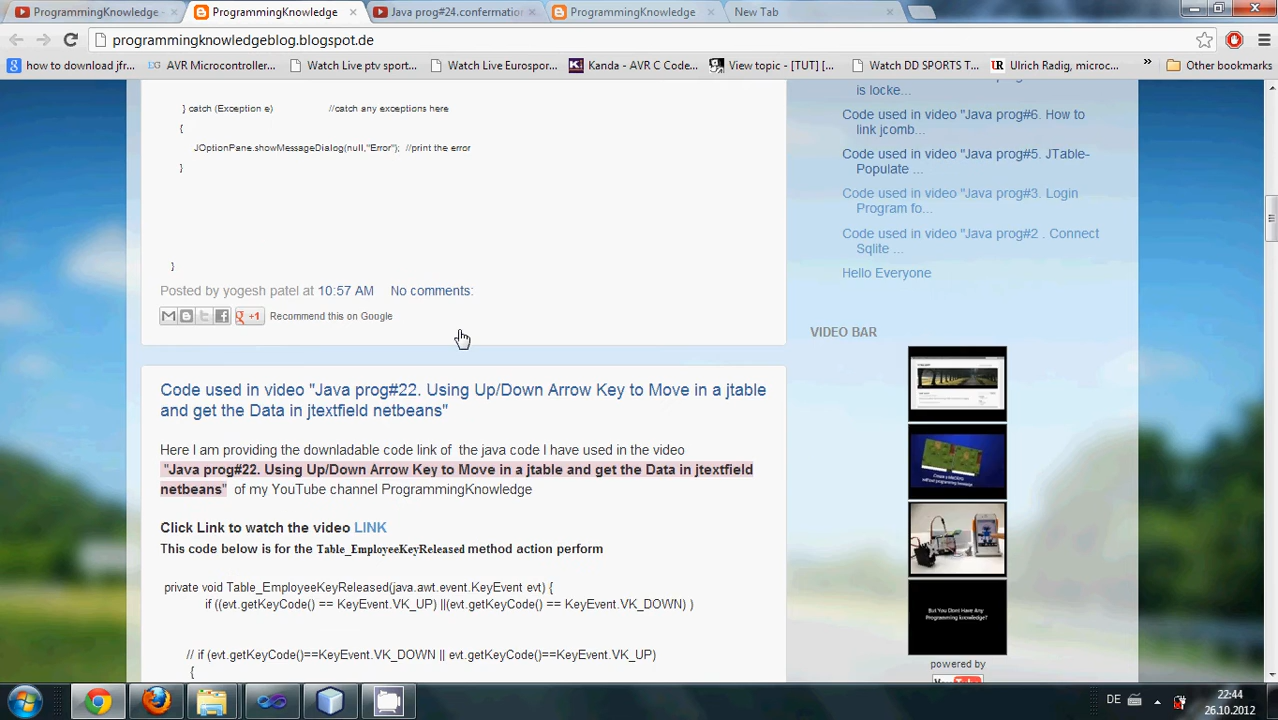 ProgrammingKnowledge -
ProgrammingKnowledge
Java prog#24.confermation
ProgrammingKnowledge
New Tab
programmingknowledgeblog.blogspot.de
how to download jfr...
AVR Microcontroller...
Watch Live ptv sport...
Watch Live Eurospor...
Kanda - AVR C Code...
View topic - [TUT] [...
Watch DD SPORTS T...
Ulrich Radig, microc...
»
Other bookmarks
} catch (Exception e) //catch any exceptions here
{
JOptionPane.showMessageDialog(null,"Error"); //print the error
}
}
Posted by yogesh patel at 10:57 AM No comments:
g +1 Recommend this on Google
Code used in video "Java prog#22. Using Up/Down Arrow Key to Move in a jtable
and get the Data in jtextfield netbeans"
Here I am providing the downladable code link of the java code I have used in the video
"Java prog#22. Using Up/Down Arrow Key to Move in a jtable and get the Data in jtextfield
netbeans" of my YouTube channel ProgrammingKnowledge
Click Link to watch the video LINK
This code below is for the Table_EmployeeKeyReleased method action perform
private void Table_EmployeeKeyReleased(java.awt.event.KeyEvent evt) {
if ((evt.getKeyCode() == KeyEvent.VK_UP) ||(evt.getKeyCode() == KeyEvent.VK_DOWN) )
// if (evt.getKeyCode()==KeyEvent.VK_DOWN || evt.getKeyCode()==KeyEvent.VK_UP)
{
is locke...
Code used in video "Java prog#6. How to
link jcomb...
Code used in video "Java prog#5. JTable-
Populate ...
Code used in video "Java prog#3. Login
Program fo...
Code used in video "Java prog#2 . Connect
Sqlite ...
Hello Everyone
VIDEO BAR
But You Dont Have Any
Programming knowladge?
powered by
DE
22:44
26.10.2012